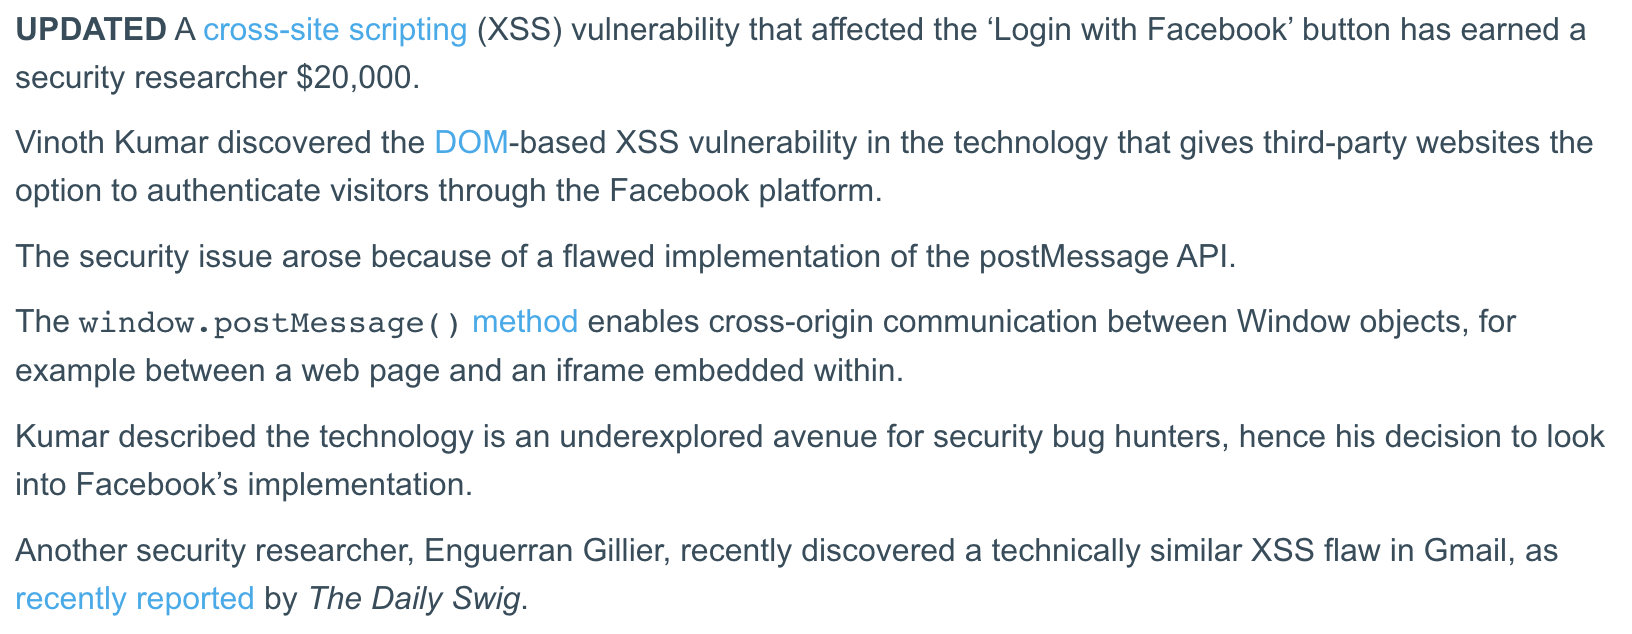 UPDATED A cross-site scripting (XSS) vulnerability that affected the ‘Login with Facebook’ button has earned a
security researcher $20,000.
Vinoth Kumar discovered the DOM-based XSS vulnerability in the technology that gives third-party websites the
option to authenticate visitors through the Facebook platform.
The security issue arose because of a flawed implementation of the postMessage API.
The window.postMessage() method enables cross-origin communication between Window objects, for
example between a web page and an iframe embedded within.
Kumar described the technology is an underexplored avenue for security bug hunters, hence his decision to look
into Facebook’s implementation.
Another security researcher, Enguerran Gillier, recently discovered a technically similar XSS flaw in Gmail, as
recently reported by The Daily Swig.